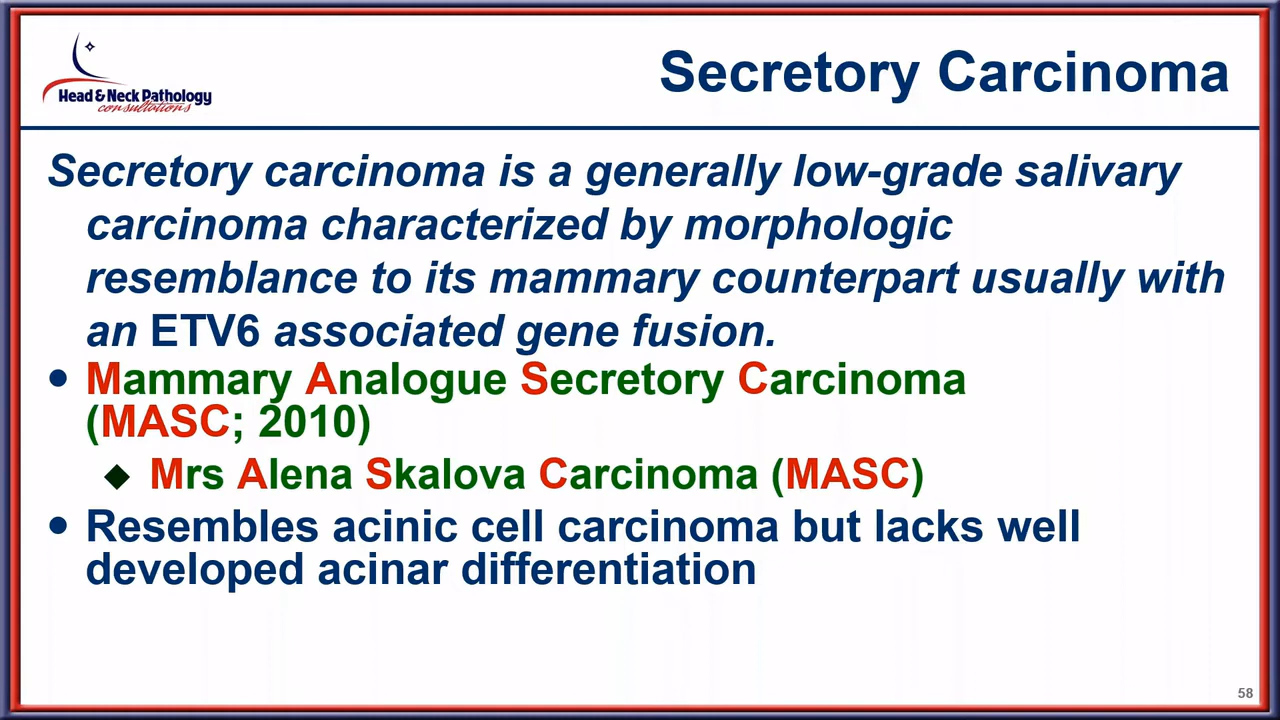 Head & Neck Pathology
consultations
Secretory Carcinoma
Secretory carcinoma is a generally low-grade salivary
carcinoma characterized by morphologic
resemblance to its mammary counterpart usually with
an ETV6 associated gene fusion.
• Mammary Analogue Secretory Carcinoma
(MASC; 2010)
◆ Mrs Alena Skalova Carcinoma (MASC)
• Resembles acinic cell carcinoma but lacks well
developed acinar differentiation
58